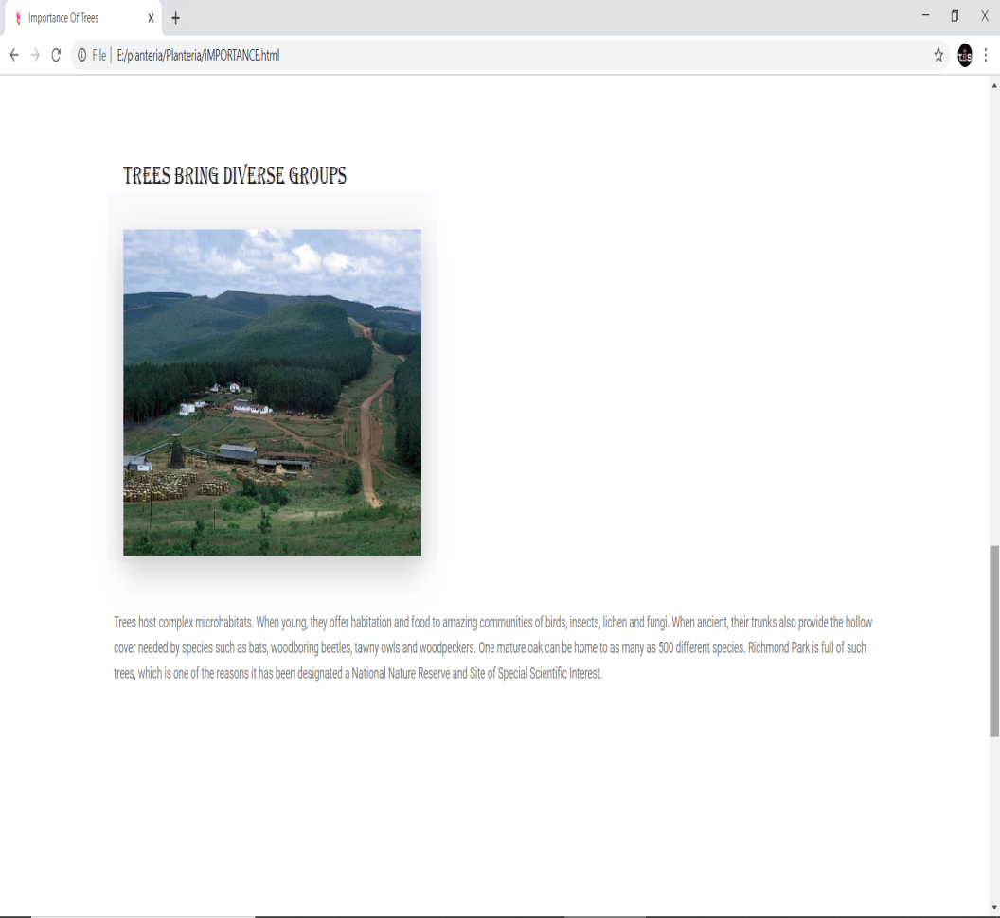 Importance Of Trees
File | E:/planteria/Planteria/iMPORTANCE.html
TBS
TREES BRING DIVERSE GROUPS
Trees host complex microhabitats. When young, they offer habitation and food to amazing communities of birds, insects, lichen and fungi. When ancient, their trunks also provide the hollow
cover needed by species such as bats, woodboring beetles, tawny owls and woodpeckers. One mature oak can be home to as many as 500 different species. Richmond Park is full of such
trees, which is one of the reasons it has been designated a National Nature Reserve and Site of Special Scientific Interest.